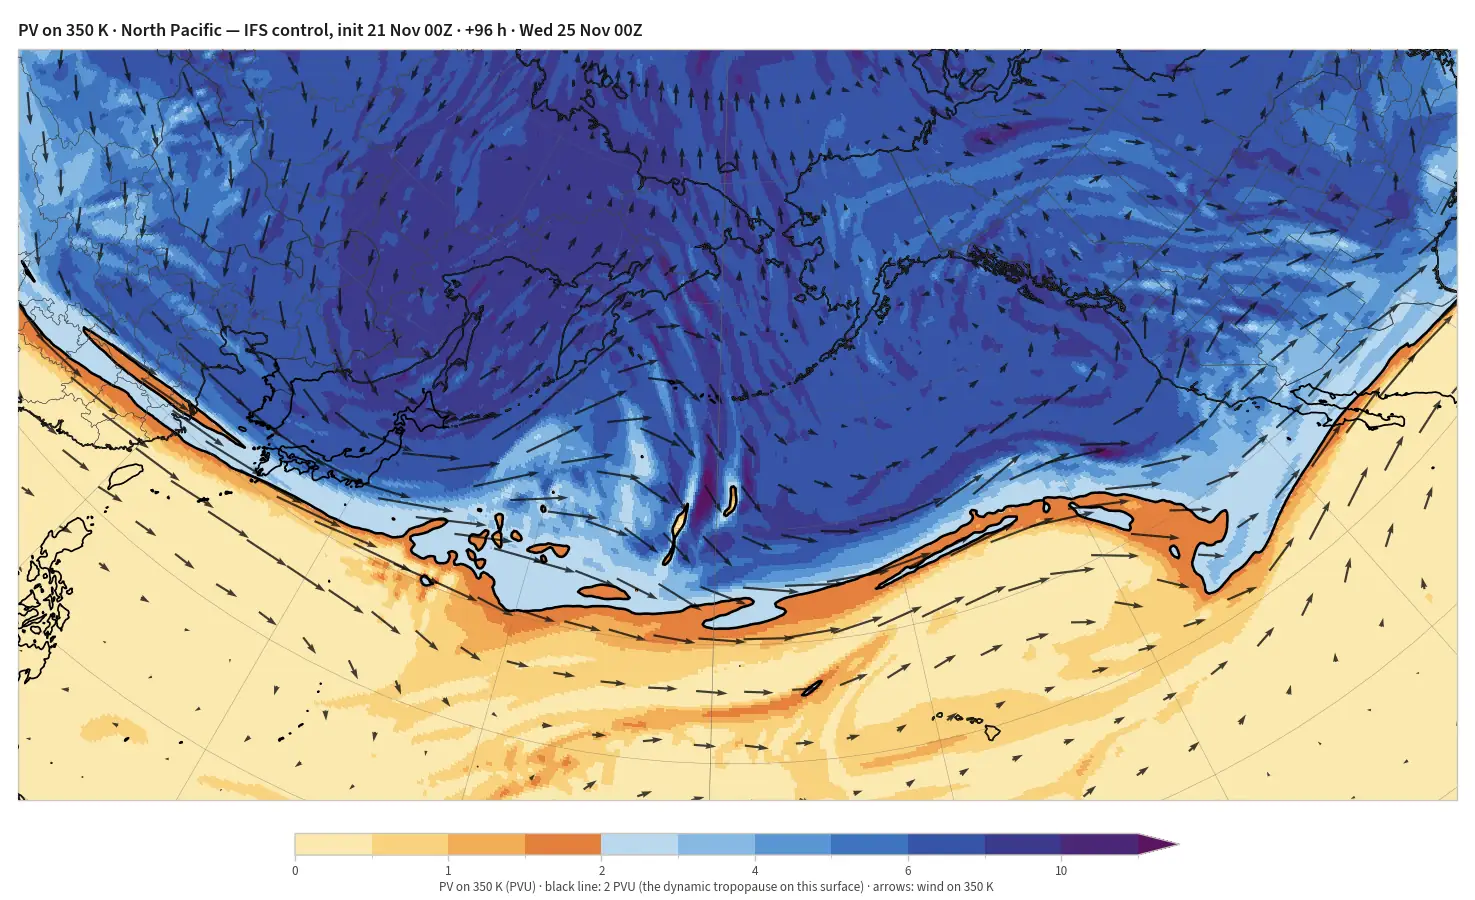 PV on 350 K · North Pacific — IFS control, init 21 Nov 00Z · +96 h · Wed 25 Nov 00Z
0 1 2 4 6 10
PV on 350 K (PVU) · black line: 2 PVU (the dynamic tropopause on this surface) · arrows: wind on 350 K